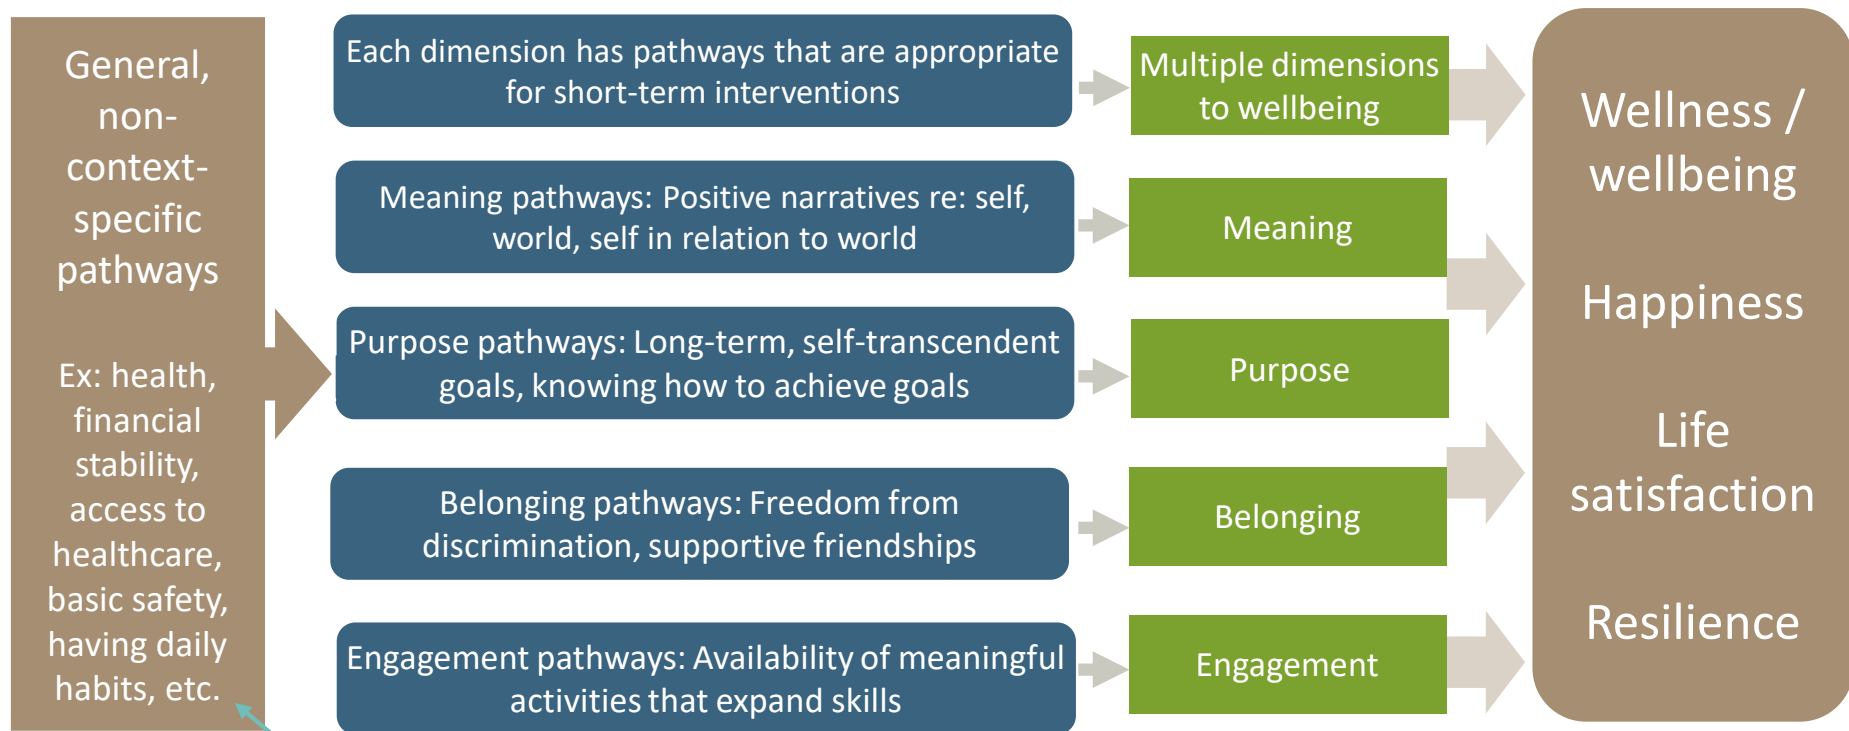 General,
non-
context-
specific
pathways
Ex: health,
financial
stability,
access to
healthcare,
basic safety,
having daily
habits, etc.
Each dimension has pathways that are appropriate
for short-term interventions
Multiple dimensions
to wellbeing
Meaning pathways: Positive narratives re: self,
world, self in relation to world
Meaning
Purpose pathways: Long-term, self-transcendent
goals, knowing how to achieve goals
Purpose
Belonging pathways: Freedom from
discrimination, supportive friendships
Belonging
Engagement pathways: Availability of meaningful
activities that expand skills
Engagement
Wellness /
wellbeing
Happiness
Life
satisfaction
Resilience